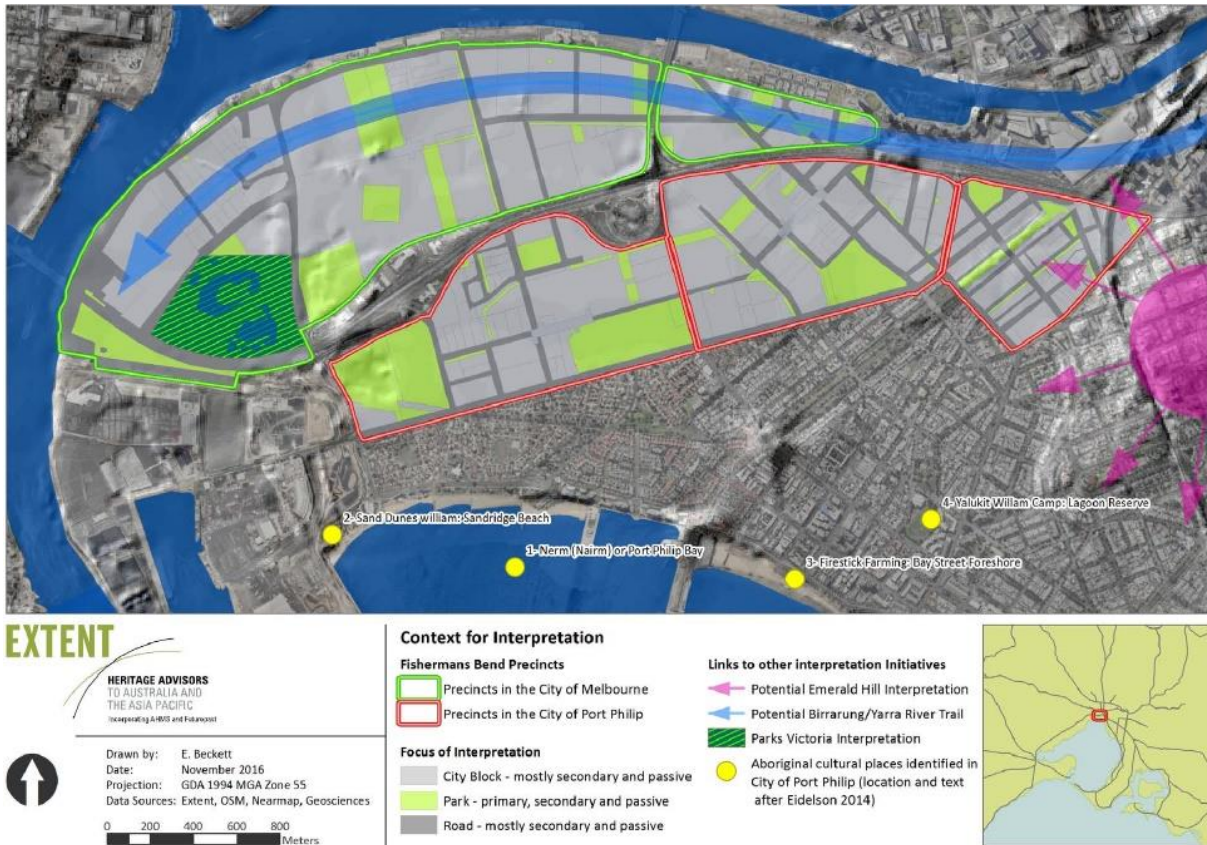 2- Sand Dunes william: Sandridge Beach
1- Nerm (Nairm) or Port Philip Bay
3- Firestick Farming: Bay Street Foreshore
4- Yalukit Willam Camp: Lagoon Reserve
EXTENT
HERITAGE ADVISORS
TO AUSTRALIA AND
THE ASIA PACIFIC
Incorporating AHMS and Futurepast
Drawn by: E. Beckett
Date: November 2016
Projection: GDA 1994 MGA Zone 55
Data Sources: Extent, OSM, Nearmap, Geosciences
0 200 400 600 800
Meters
Context for Interpretation
Fishermans Bend Precincts
Precincts in the City of Melbourne
Precincts in the City of Port Philip
Focus of Interpretation
City Block - mostly secondary and passive
Park - primary, secondary and passive
Road - mostly secondary and passive
Links to other interpretation Initiatives
Potential Emerald Hill Interpretation
Potential Birrarung/Yarra River Trail
Parks Victoria Interpretation
Aboriginal cultural places identified in
City of Port Philip (location and text
after Eidelson 2014)